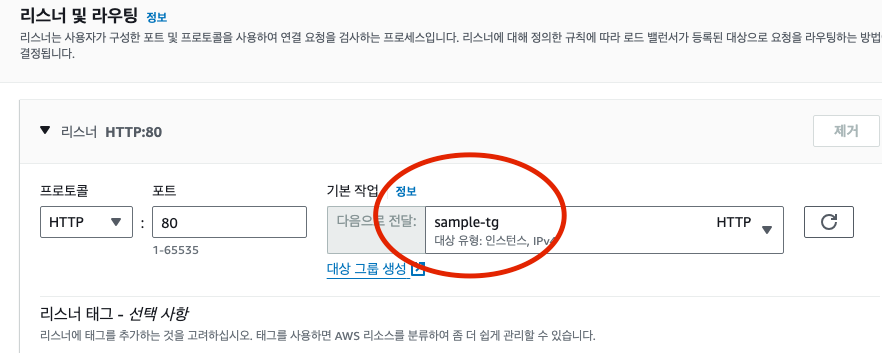 리스너 및 라우팅 정보
리스너는 사용자가 구성한 포트 및 프로토콜을 사용하여 연결 요청을 검사하는 프로세스입니다. 리스너에 대해 정의한 규칙에 따라 로드 밸런서가 등록된 대상으로 요청을 라우팅하는 방법
결정됩니다.
리스너 HTTP:80
제거
프로토콜 포트 기본 작업 정보
HTTP : 80 다음으로 전달: sample-tg HTTP
대상 유형: 인스턴스, IPv4
1-65535
대상 그룹 생성
리스너 태그 - 선택 사항
리스너에 태그를 추가하는 것을 고려하십시오. 태그를 사용하면 AWS 리소스를 분류하여 좀 더 쉽게 관리할 수 있습니다.